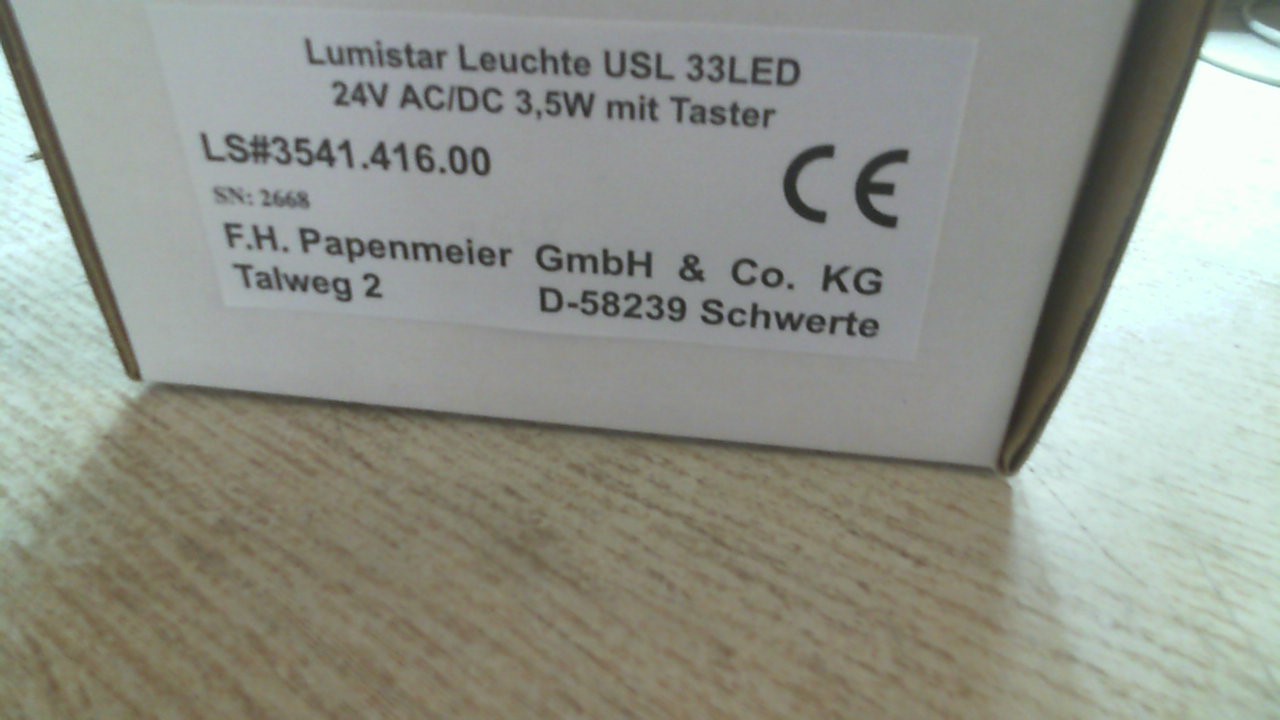 Lumistar Leuchte USL 33LED
24V AC/DC 3,5W mit Taster
LS#3541.416.00
CE
SN: 2668
F.H. Papenmeier GmbH & Co. KG
Talweg 2 D-58239 Schwerte